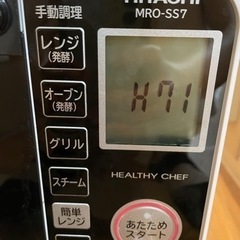 手動調理
HITACHI
MRO-SS7
レンジ
(発酵)
オーブン
(発酵)
グリル
スチーム
簡単
レンジ
H71
HEALTHY CHEF
あたため
スタート